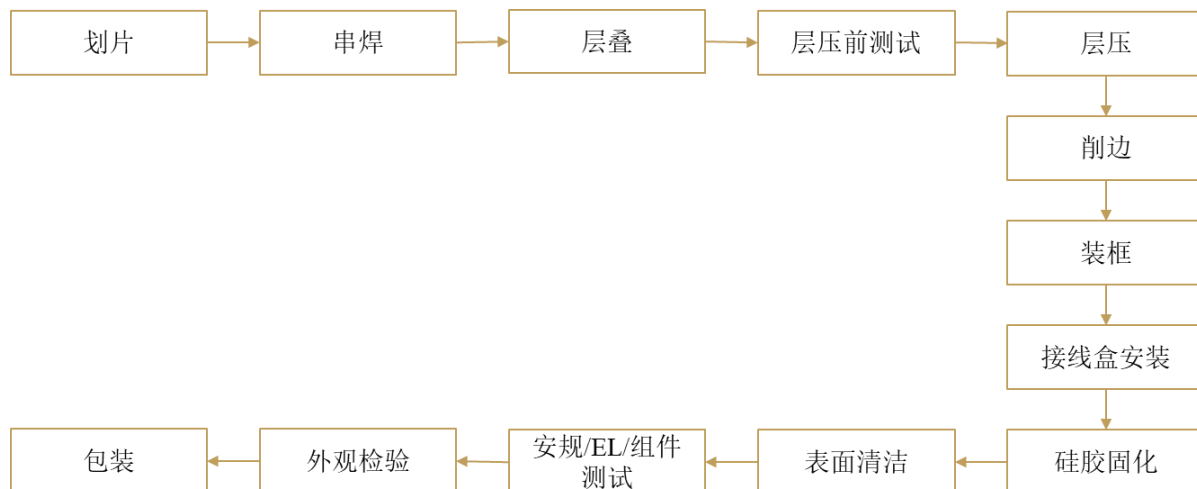 划片
串焊
层叠
层压前测试
层压
削边
装框
接线盒安装
硅胶固化
表面清洁
安规/EL/组件
测试
外观检验
包装